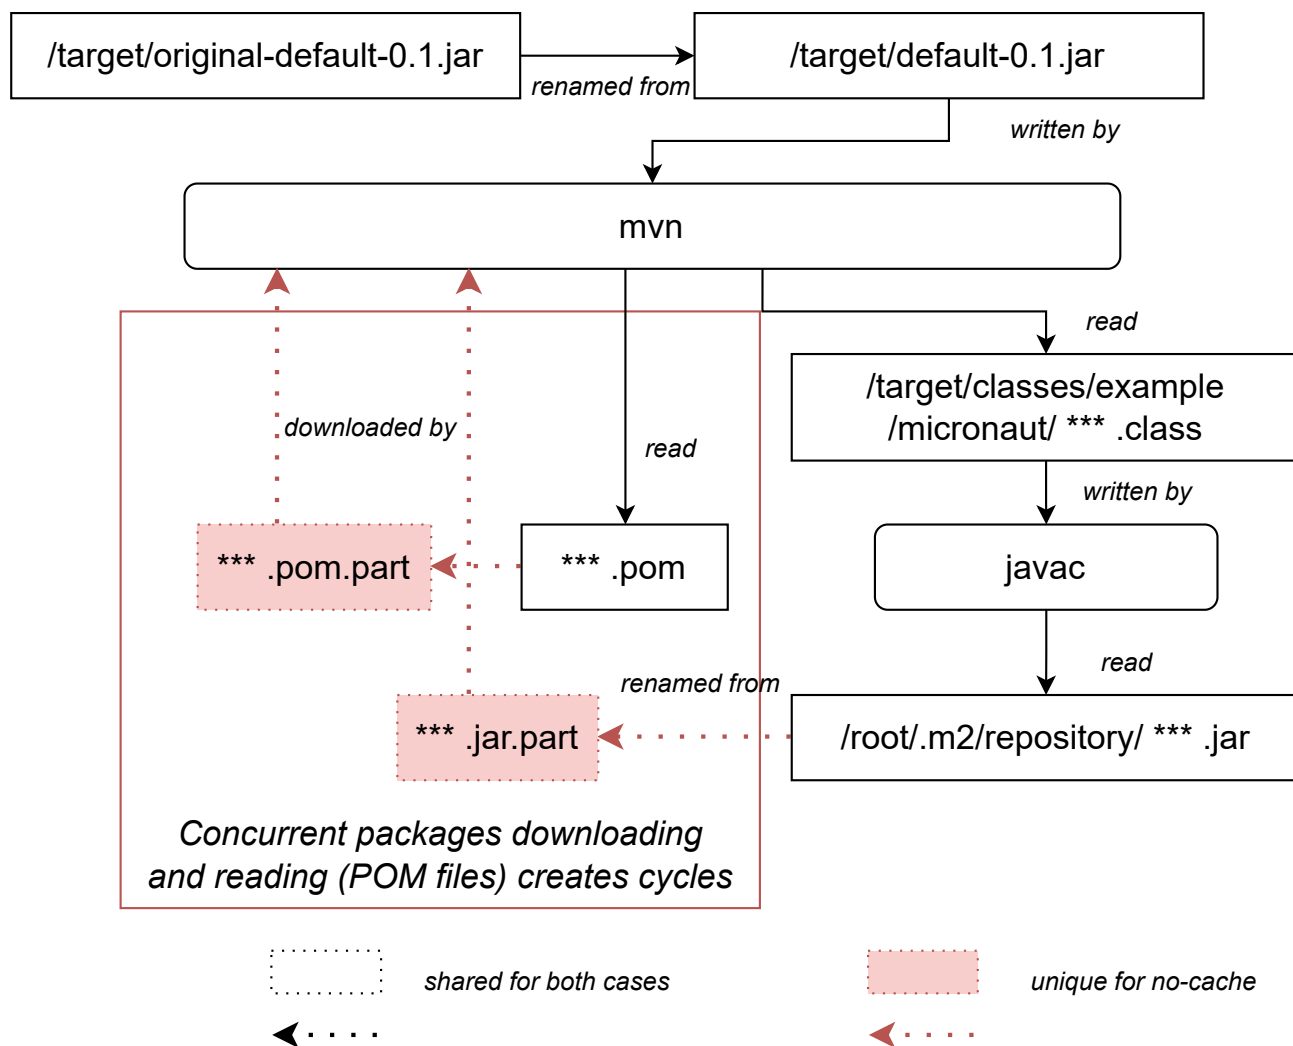 /target/original-default-0.1.jar
/target/default-0.1.jar
renamed from
written by
mvn
read
/target/classes/example
/micronaut/ *** .class
downloaded by
read
written by
*** .pom.part
*** .pom
javac
read
renamed from
*** .jar.part
/root/.m2/repository/ *** .jar
Concurrent packages downloading
and reading (POM files) creates cycles
shared for both cases
unique for no-cache